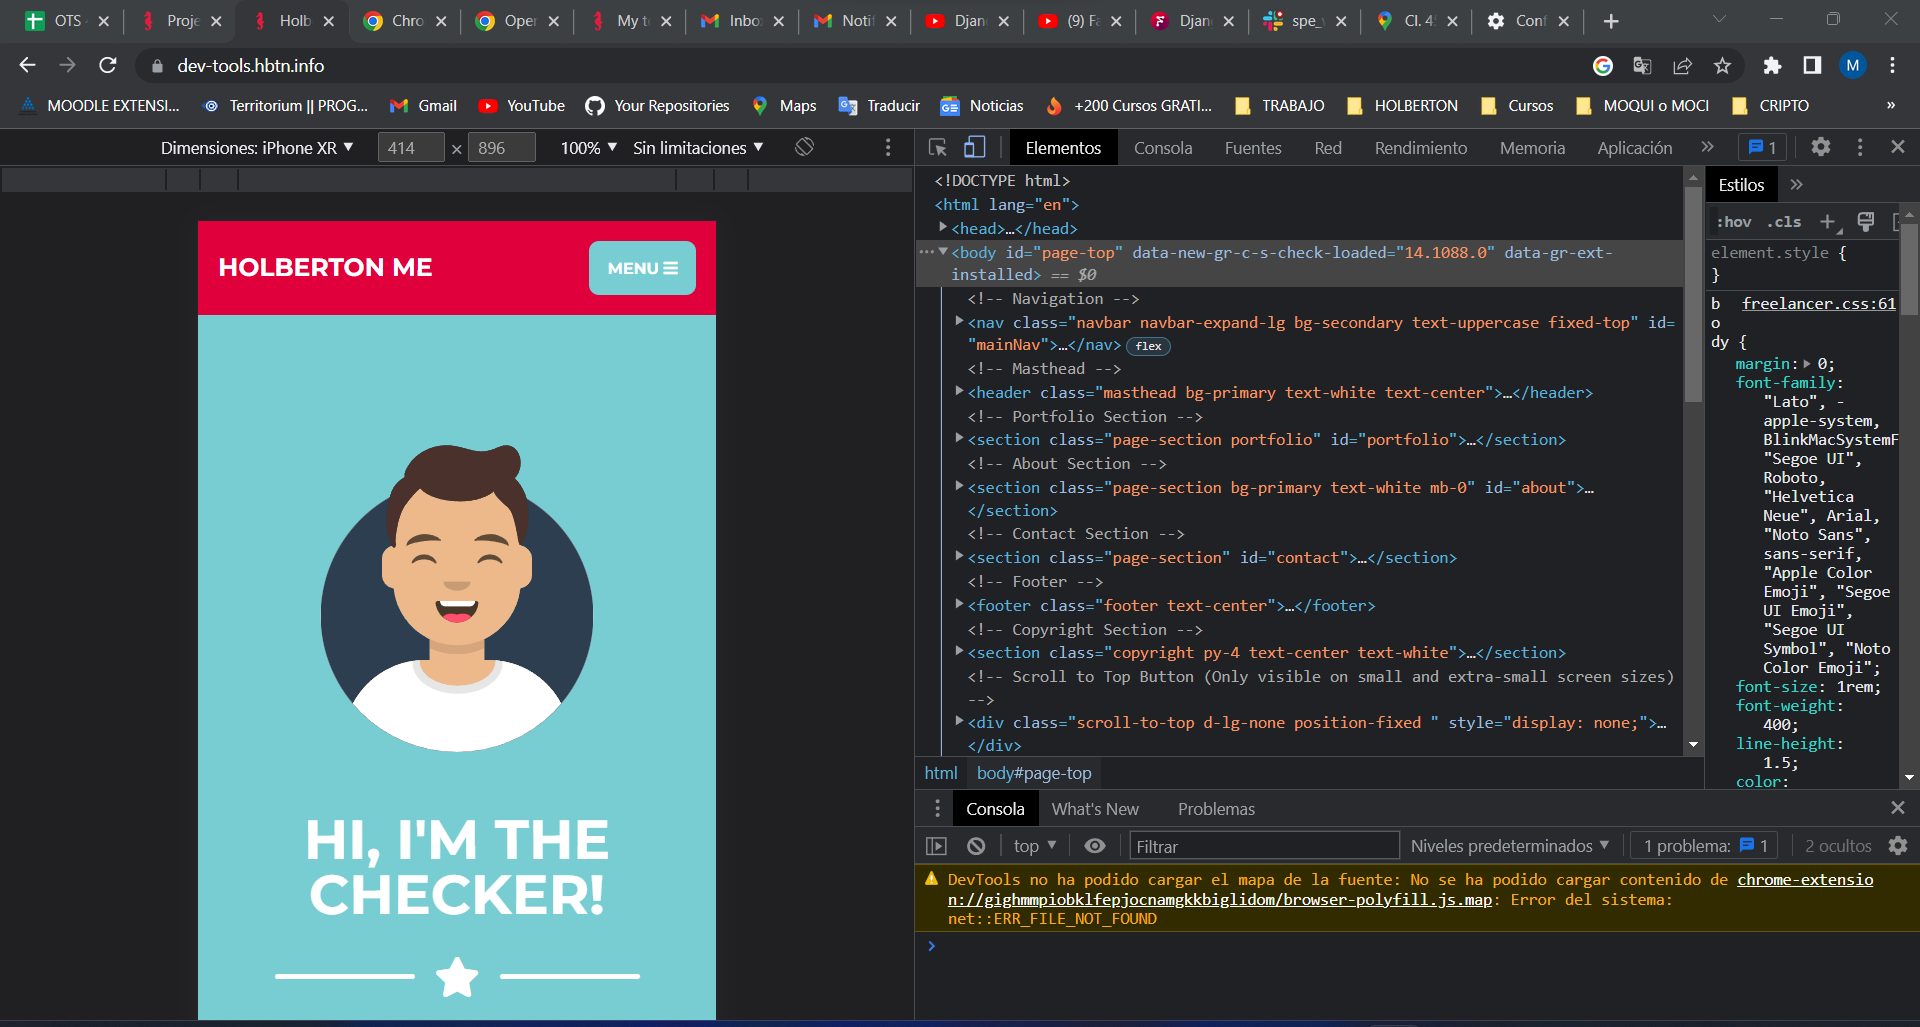 OTS
Proje
Holb
Chro
Oper
My t
Inbo
Notif
Djan
(9) Fa
Djan
spe_
Cl. 4
Conf
dev-tools.hbtn.info
M
MOODLE EXTENSI...
Territorium || PROG...
Gmail
YouTube
Your Repositories
Maps
Traducir
Noticias
+200 Cursos GRATI...
TRABAJO
HOLBERTON
Cursos
MOQUI o MOCI
CRIPTO
»
Dimensiones: iPhone XR ▼ 414 × 896 100% ▼ Sin limitaciones ▼
HOLBERTON ME
MENU
HI, I'M THE
CHECKER!
Elementos Consola Fuentes Red Rendimiento Memoria Aplicación » 1
<!DOCTYPE html>
<html lang="en">
<head>…</head>
<body id="page-top" data-new-gr-c-s-check-loaded="14.1088.0" data-gr-ext-
installed> == $0
<!-- Navigation -->
<nav class="navbar navbar-expand-lg bg-secondary text-uppercase fixed-top" id=
"mainNav">…</nav> flex
<!-- Masthead -->
<header class="masthead bg-primary text-white text-center">…</header>
<!-- Portfolio Section -->
<section class="page-section portfolio" id="portfolio">…</section>
<!-- About Section -->
<section class="page-section bg-primary text-white mb-0" id="about">…
</section>
<!-- Contact Section -->
<section class="page-section" id="contact">…</section>
<!-- Footer -->
<footer class="footer text-center">…</footer>
<!-- Copyright Section -->
<section class="copyright py-4 text-center text-white">…</section>
<!-- Scroll to Top Button (Only visible on small and extra-small screen sizes)
-->
<div class="scroll-to-top d-lg-none position-fixed " style="display: none;">…
</div>
html body#page-top
Estilos »
:hov .cls +
element.style {
}
b freelancer.css:61
o
dy {
margin: 0;
font-family:
"Lato", -
apple-system,
BlinkMacSystemF
"Segoe UI",
Roboto,
"Helvetica
Neue", Arial,
"Noto Sans",
sans-serif,
"Apple Color
Emoji", "Segoe
UI Emoji",
"Segoe UI
Symbol", "Noto
Color Emoji";
font-size: 1rem;
font-weight:
400;
line-height:
1.5;
color:
Consola What's New Problemas
top ▼ Filtrar Niveles predeterminados ▼ 1 problema: 1 2 ocultos
DevTools no ha podido cargar el mapa de la fuente: No se ha podido cargar contenido de chrome-extensio
n://gighmmpiobklfepjocnamgkkbiglidom/browser-polyfill.js.map: Error del sistema:
net::ERR_FILE_NOT_FOUND